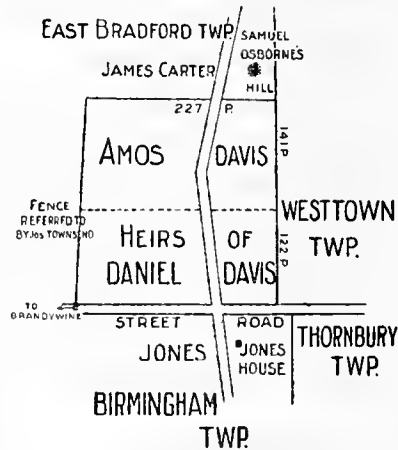 EAST BRADFORD TWP.
SAMUEL
OSBORNE'S
HILL
JAMES CARTER
227 P.
141 P
AMOS DAVIS
FENCE
REFERRED TO
BY JOS TOWNSEND
WESTTOWN
TWP.
HEIRS OF
DANIEL DAVIS
122 P
TO
BRANDYWINE
STREET ROAD
JONES
JONES
HOUSE
THORNBURY
TWP.
BIRMINGHAM
TWP.